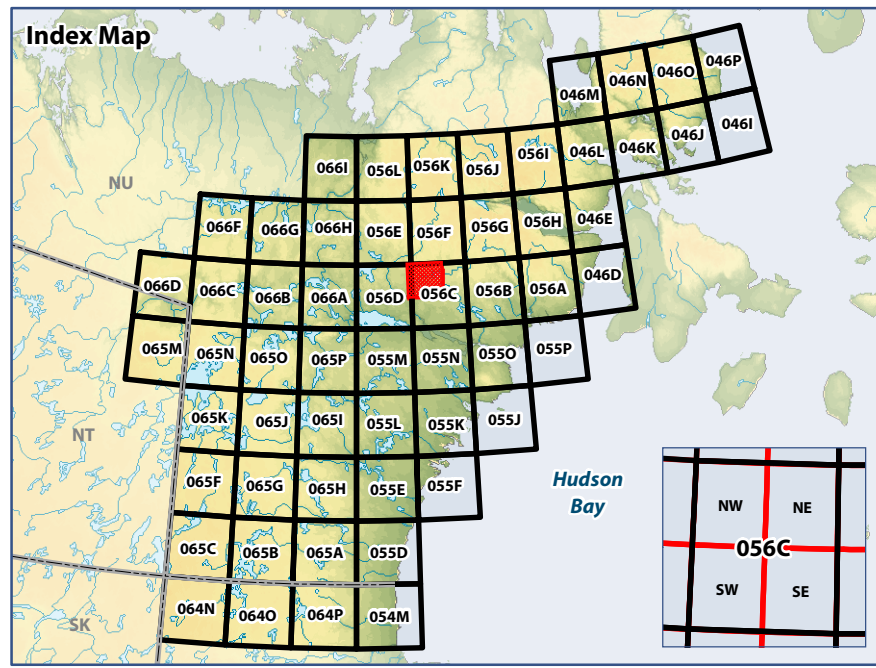 Index Map
046M 046N 046O 046P
066I 056L 056K 056J 056I 046L 046K 046J 046I
NU
066F 066G 066H 056E 056F 056G 056H 046E
066D 066C 066B 066A 056D 056C 056B 056A 046D
065M 065N 065O 065P 055M 055N 055O 055P
NT
065K 065J 065I 055L 055K 055J
065F 065G 065H 055E 055F
Hudson
Bay
065C 065B 065A 055D
064N 064O 064P 054M
SK
NW NE
056C
SW SE